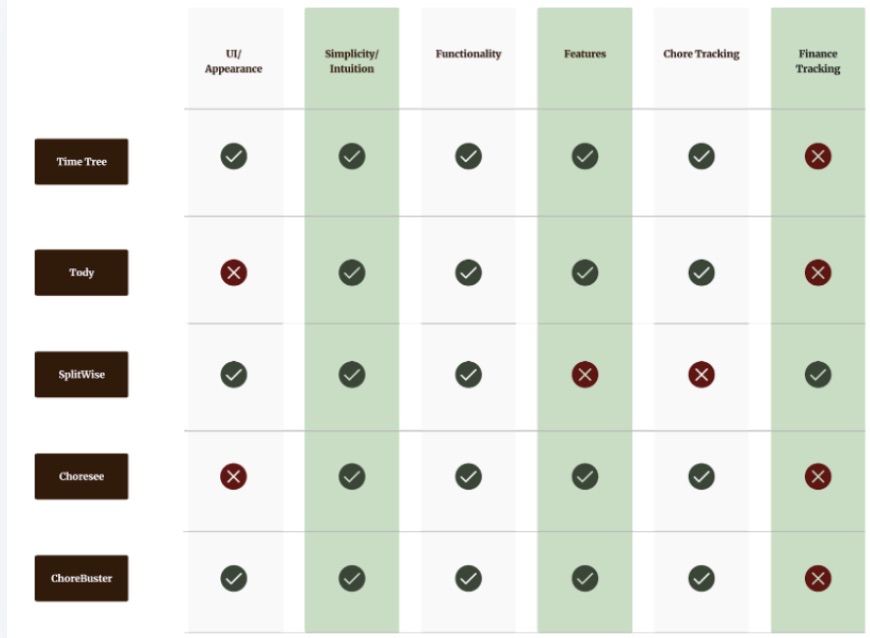 UI/
Appearance
Simplicity/
Intuition
Functionality
Features
Chore Tracking
Finance
Tracking
Time Tree
Tody
SplitWise
Choresee
ChoreBuster